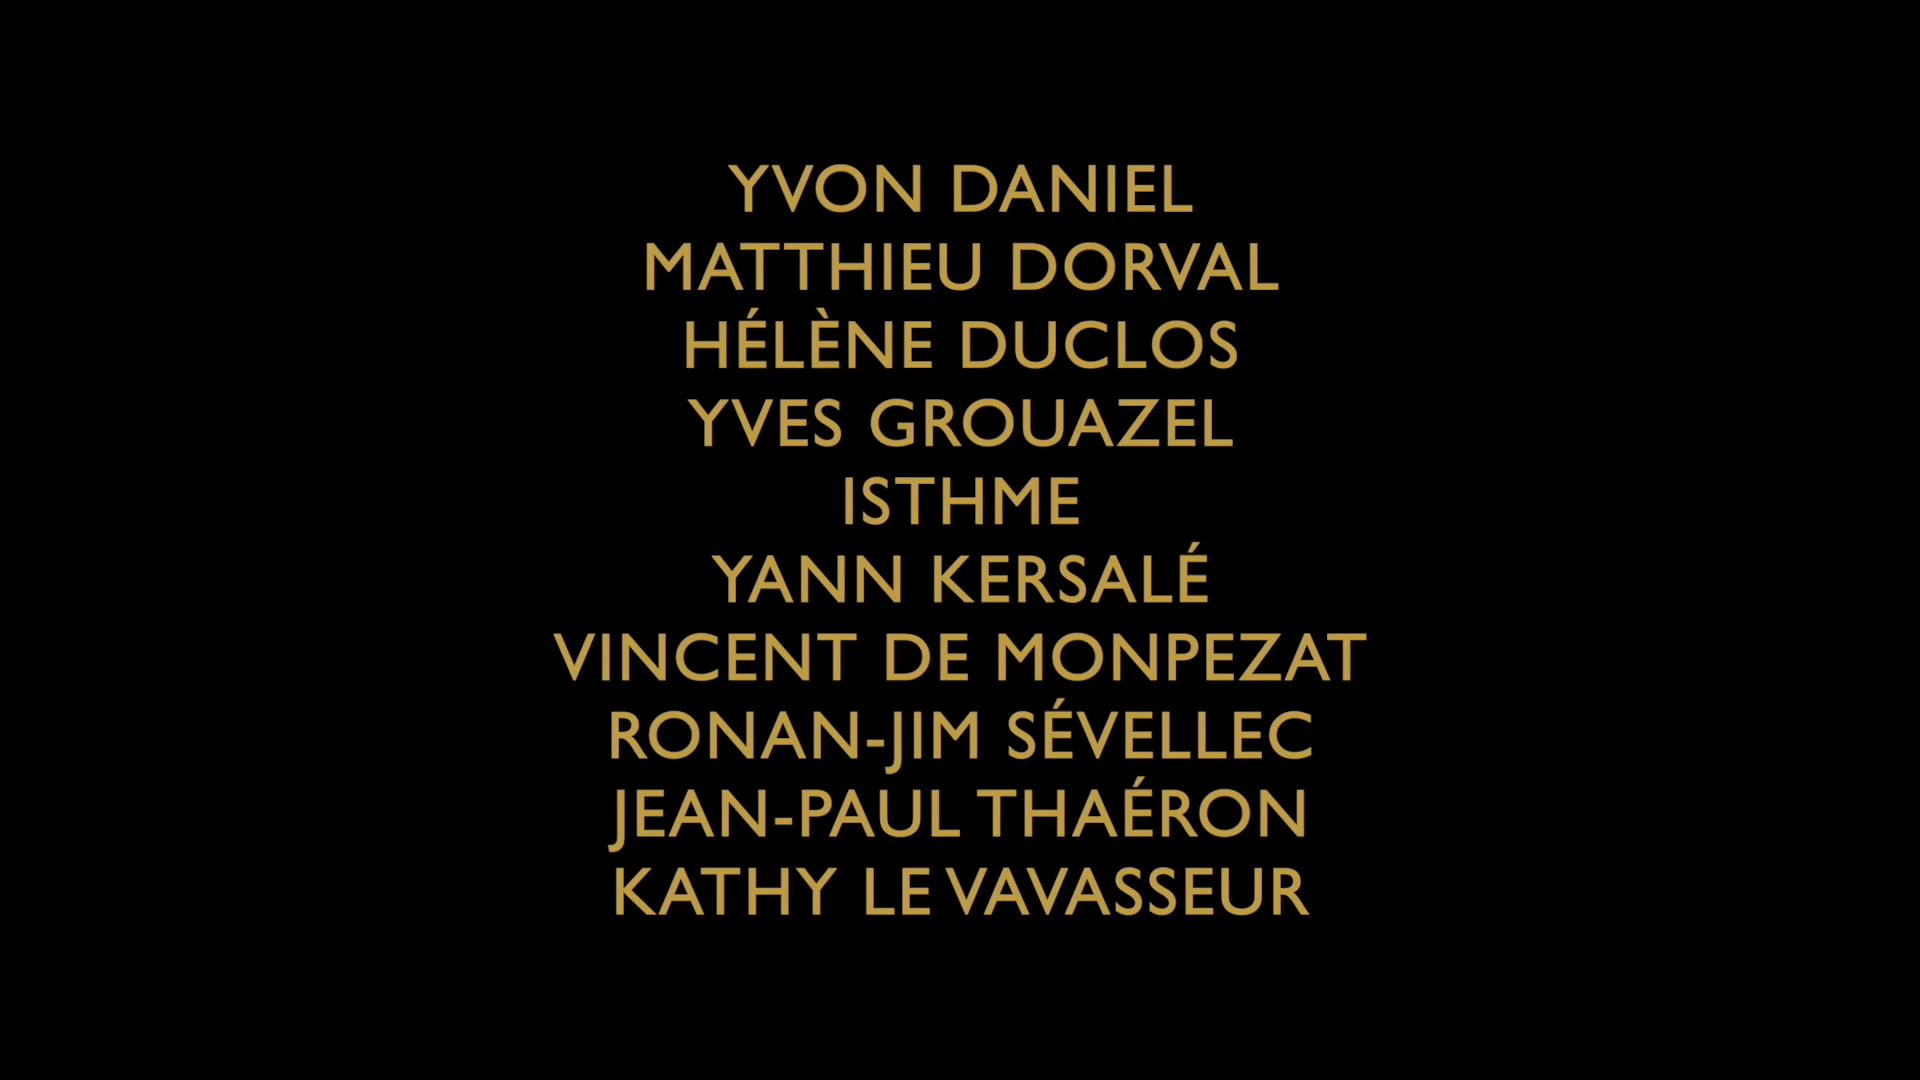 YVON DANIEL
MATTHIEU DORVAL
HÉLÈNE DUCLOS
YVES GROUAZEL
ISTHME
YANN KERSALÉ
VINCENT DE MONPEZAT
RONAN-JIM SÉVELLEC
JEAN-PAUL THAÉRON
KATHY LE VAVASSEUR